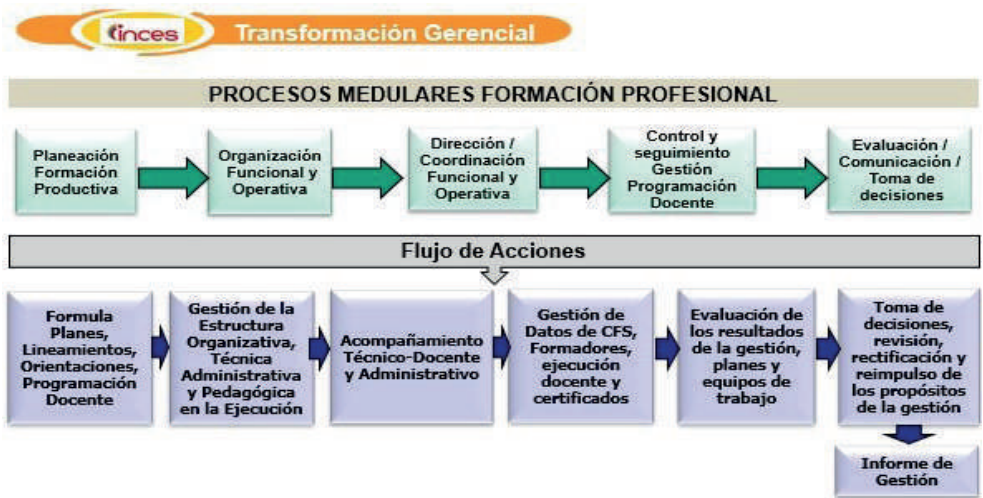 inces Transformación Gerencial
PROCESOS MEDULARES FORMACIÓN PROFESIONAL
Planeación
Formación
Productiva
Organización
Funcional y
Operativa
Dirección /
Coordinación
Funcional y
Operativa
Control y
seguimiento
Gestión
Programación
Docente
Evaluación /
Comunicación /
Toma de
decisiones
Flujo de Acciones
Formula
Planes,
Lineamientos,
Orientaciones,
Programación
Docente
Gestión de la
Estructura
Organizativa,
Técnica
Administrativa
y Pedagógica
en la Ejecución
Acompañamiento
Técnico-Docente
y Administrativo
Gestión de
Datos de CFS,
Formadores,
ejecución
docente y
certificados
Evaluación de
los resultados
de la gestión,
planes y
equipos de
trabajo
Toma de
decisiones,
revisión,
rectificación y
reimpulso de
los propósitos
de la gestión
Informe de
Gestión